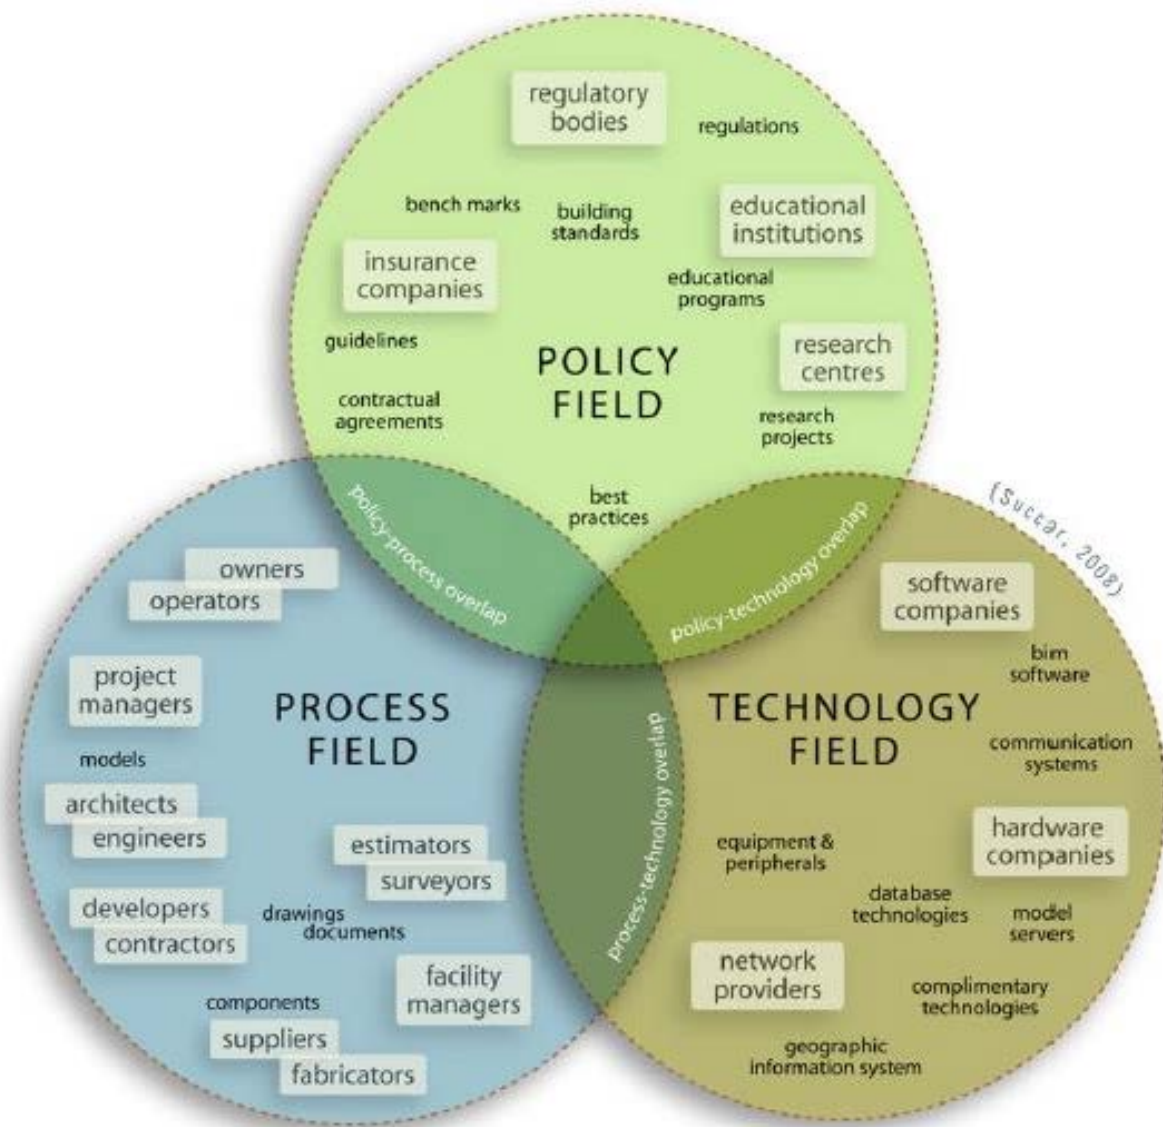 regulatory
bodies
regulations
bench marks
building
standards
educational
institutions
insurance
companies
educational
programs
guidelines
POLICY
FIELD
research
centres
contractual
agreements
research
projects
best
practices
policy-process overlap
policy-technology overlap
(Succar, 2008)
owners
operators
project
managers
PROCESS
FIELD
models
architects
engineers
estimators
surveyors
developers
contractors
drawings
documents
facility
managers
components
suppliers
fabricators
process-technology overlap
software
companies
bim
software
TECHNOLOGY
FIELD
communication
systems
equipment &
peripherals
hardware
companies
database
technologies
model
servers
network
providers
complimentary
technologies
geographic
information system